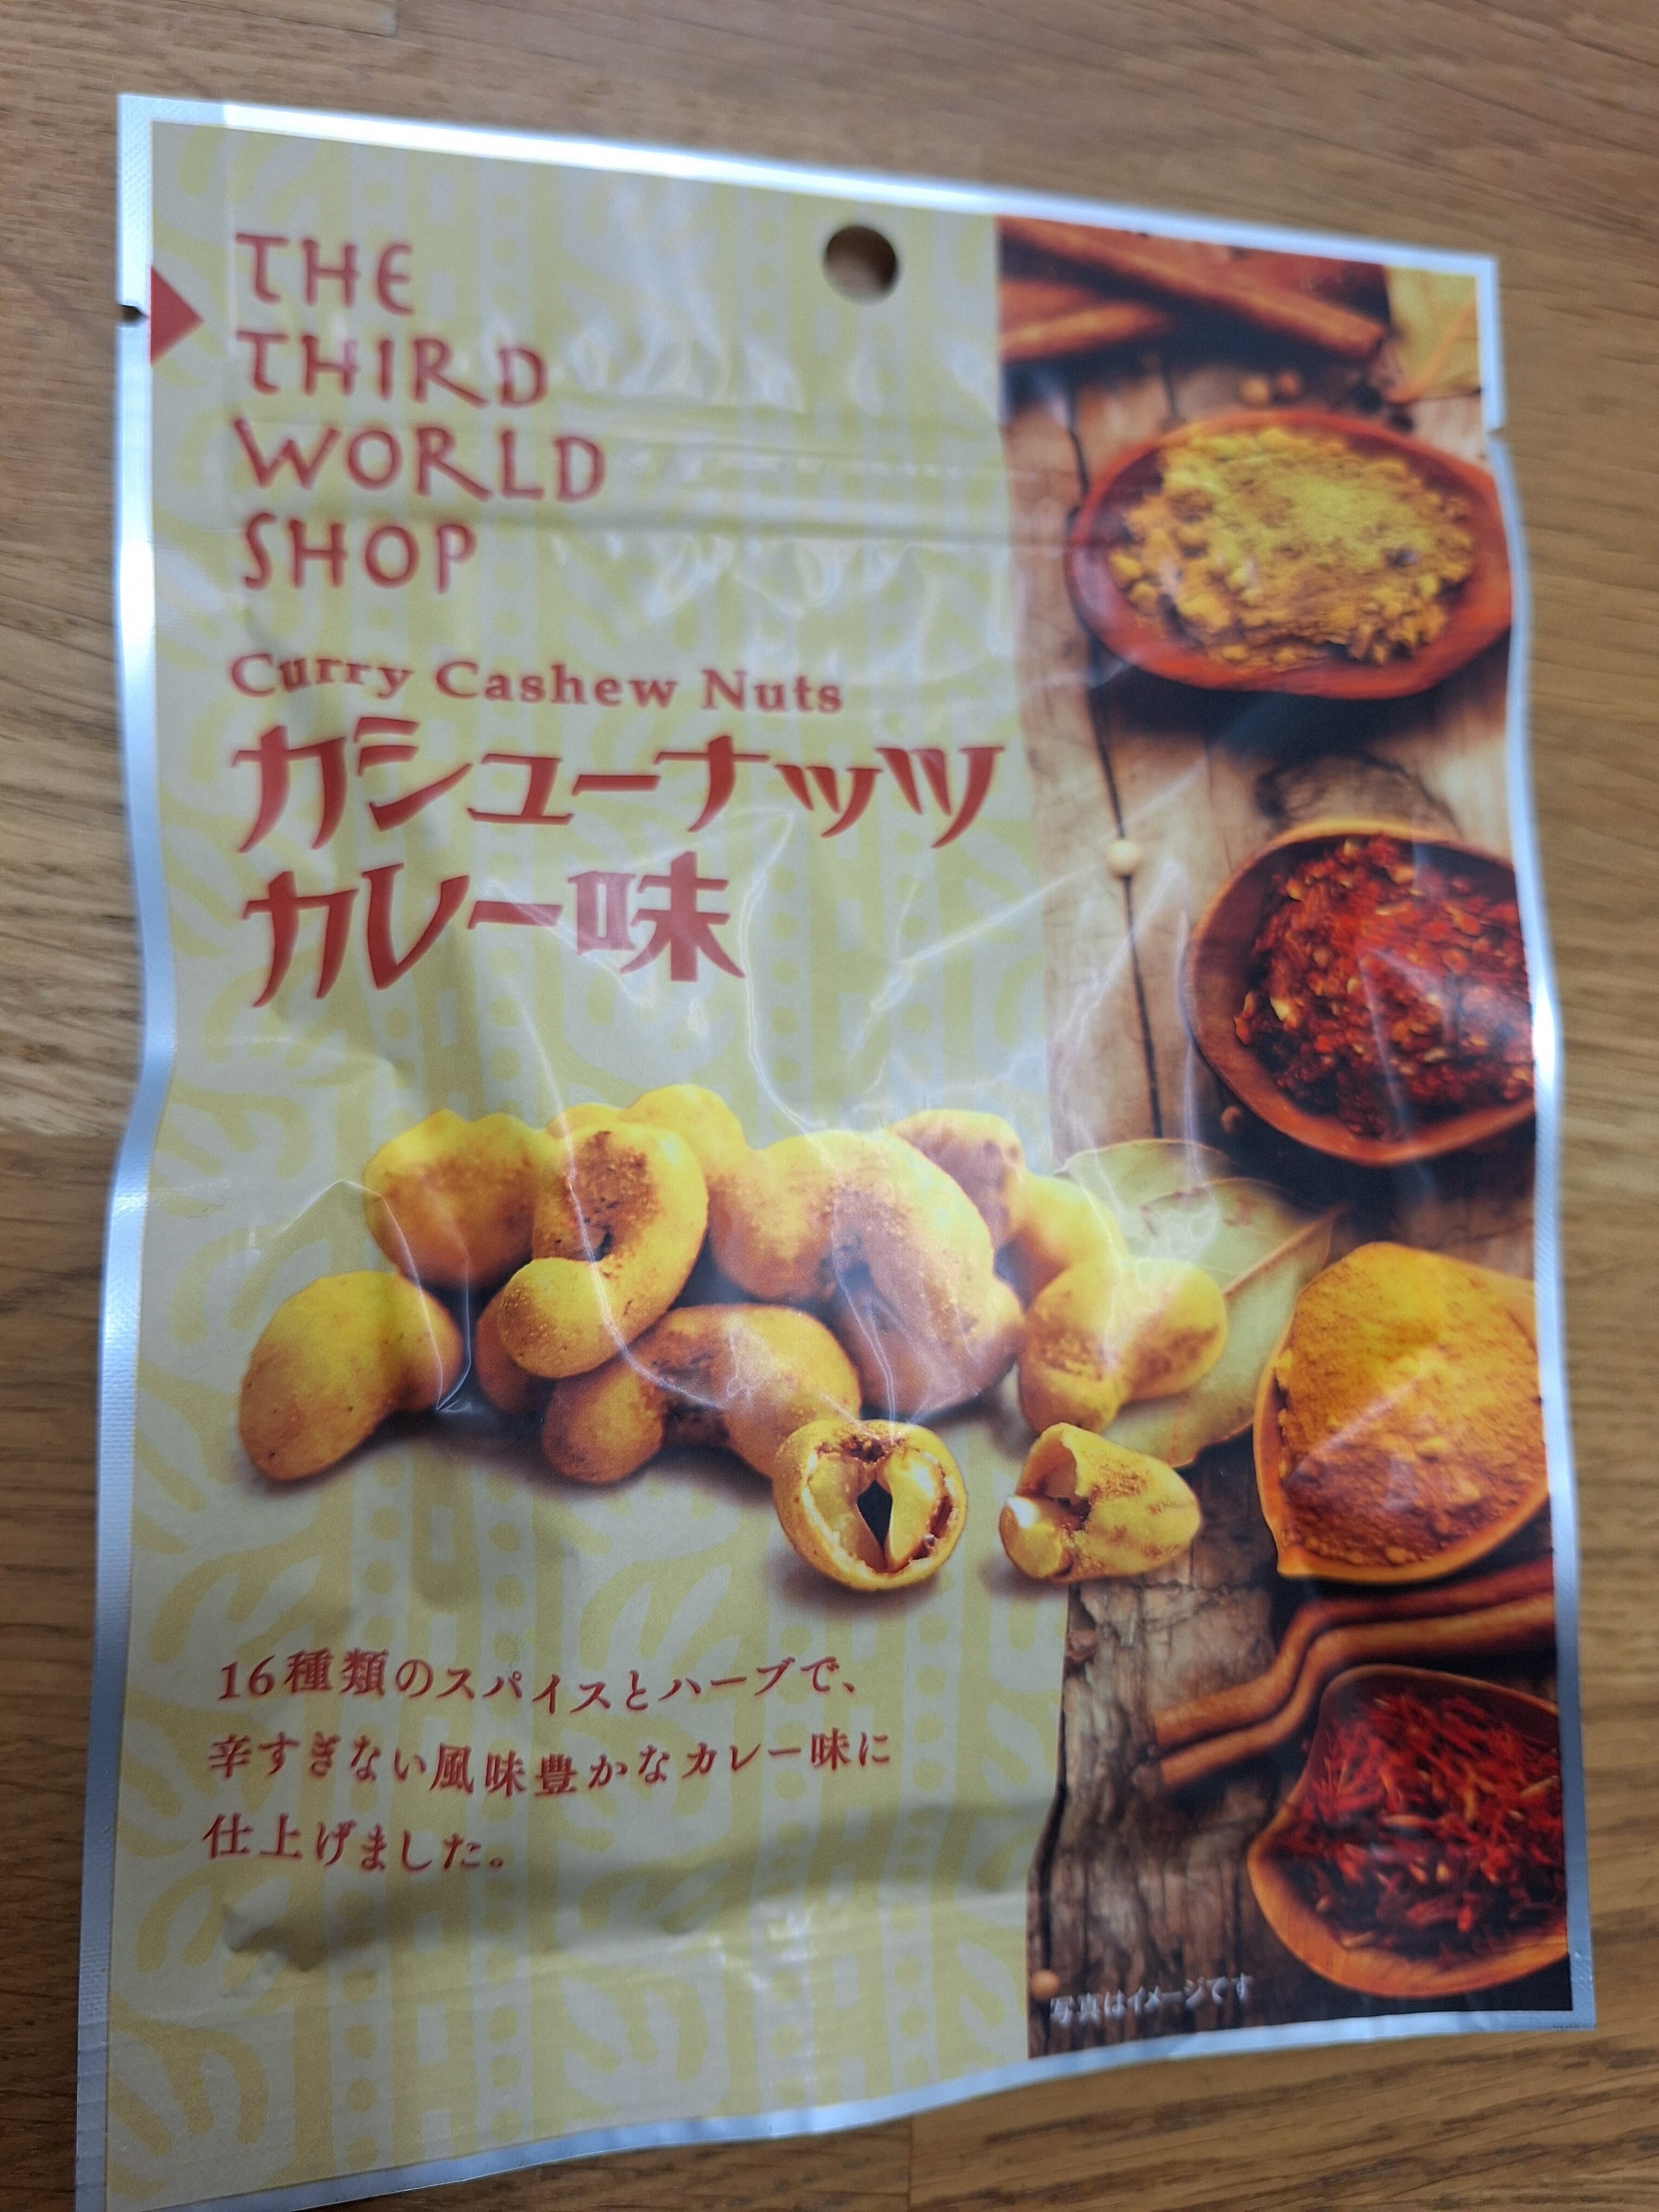 THE
THIRD
WORLD
SHOP
Curry Cashew Nuts
カシューナッツ
カレー味
16種類のスパイスとハーブで、
辛すぎない風味豊かなカレー味に
仕上げました。
写真はイメージです